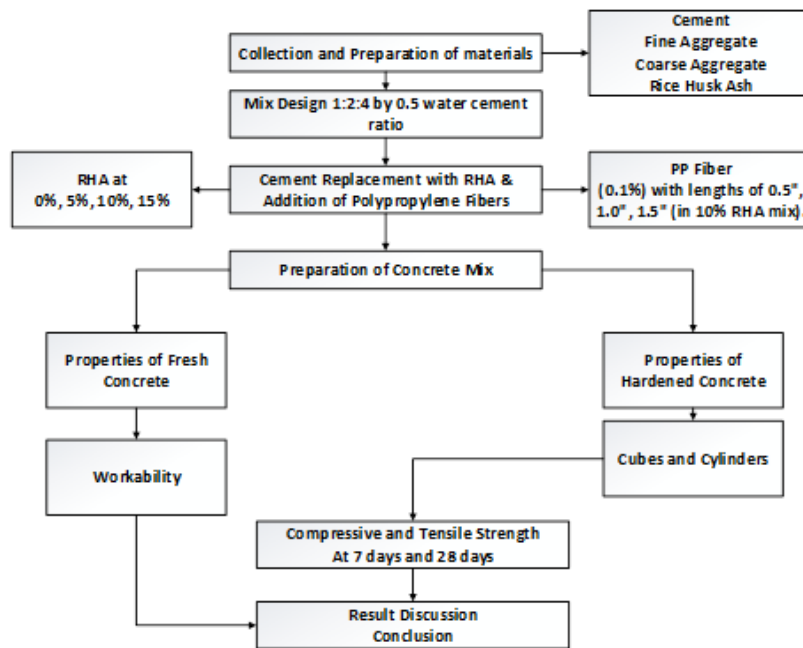 Collection and Preparation of materials
Cement
Fine Aggregate
Coarse Aggregate
Rice Husk Ash
Mix Design 1:2:4 by 0.5 water cement
ratio
RHA at
0%, 5%, 10%, 15%
Cement Replacement with RHA &
Addition of Polypropylene Fibers
PP Fiber
(0.1%) with lengths of 0.5",
1.0", 1.5" (in 10% RHA mix).
Preparation of Concrete Mix
Properties of Fresh
Concrete
Properties of
Hardened Concrete
Workability
Cubes and Cylinders
Compressive and Tensile Strength
At 7 days and 28 days
Result Discussion
Conclusion